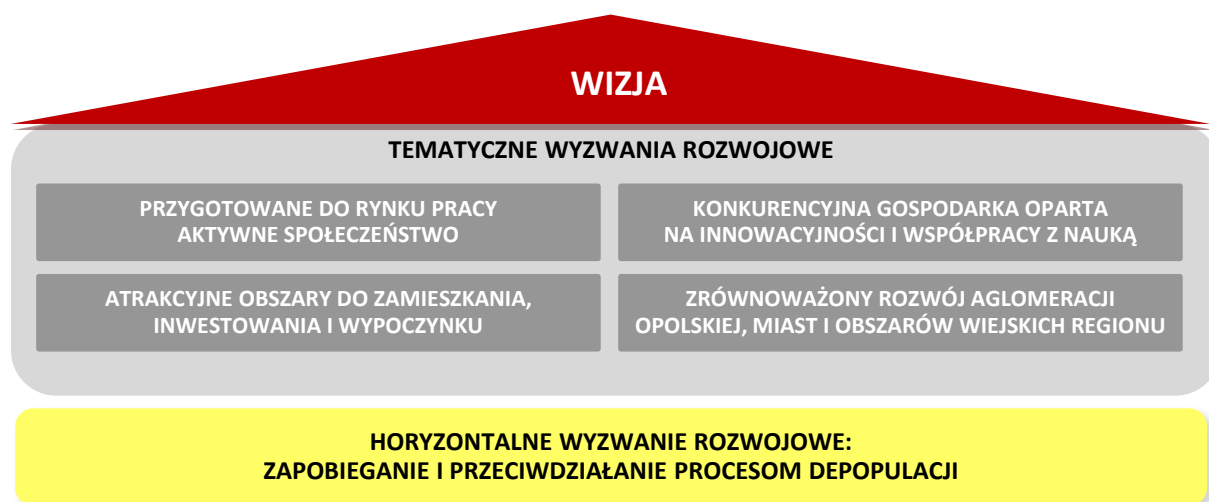 WIZJA
TEMATYCZNE WYZWANIA ROZWOJOWE
PRZYGOTOWANE DO RYNKU PRACY
AKTYWNE SPOŁECZEŃSTWO
KONKURENCYJNA GOSPODARKA OPARTA
NA INNOWACYJNOŚCI I WSPÓŁPRACY Z NAUKĄ
ATRAKCYJNE OBSZARY DO ZAMIESZKANIA,
INWESTOWANIA I WYPOCZYNKU
ZRÓWNOWAŻONY ROZWÓJ AGLOMERACJI
OPOLSKIEJ, MIAST I OBSZARÓW WIEJSKICH REGIONU
HORYZONTALNE WYZWANIE ROZWOJOWE:
ZAPOBIEGANIE I PRZECIWDZIAŁANIE PROCESOM DEPOPULACJI